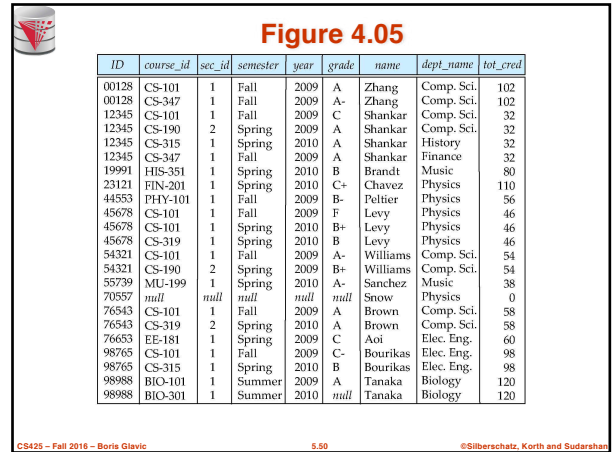 Figure 4.05
ID course_id sec_id semester year grade name dept_name tot_cred
00128 CS-101 1 Fall 2009 A Zhang Comp. Sci. 102
00128 CS-347 1 Fall 2009 A- Zhang Comp. Sci. 102
12345 CS-101 1 Fall 2009 C Shankar Comp. Sci. 32
12345 CS-190 2 Spring 2009 A Shankar Comp. Sci. 32
12345 CS-315 1 Spring 2010 A Shankar History 32
12345 CS-347 1 Fall 2009 A Shankar Finance 32
19991 HIS-351 1 Spring 2010 B Brandt Music 80
23121 FIN-201 1 Spring 2010 C+ Chavez Physics 110
44553 PHY-101 1 Fall 2009 B- Peltier Physics 56
45678 CS-101 1 Fall 2009 F Levy Physics 46
45678 CS-101 1 Spring 2010 B+ Levy Physics 46
45678 CS-319 1 Spring 2010 B Levy Physics 46
54321 CS-101 1 Fall 2009 A- Williams Comp. Sci. 54
54321 CS-190 2 Spring 2009 B+ Williams Comp. Sci. 54
55739 MU-199 1 Spring 2010 A- Sanchez Music 38
70557 null null null null null Snow Physics 0
76543 CS-101 1 Fall 2009 A Brown Comp. Sci. 58
76543 CS-319 2 Spring 2010 A Brown Comp. Sci. 58
76653 EE-181 1 Spring 2009 C Aoi Elec. Eng. 60
98765 CS-101 1 Fall 2009 C- Bourikas Elec. Eng. 98
98765 CS-315 1 Spring 2010 B Bourikas Elec. Eng. 98
98988 BIO-101 1 Summer 2009 A Tanaka Biology 120
98988 BIO-301 1 Summer 2010 null Tanaka Biology 120
CS425 – Fall 2016 – Boris Glavic 5.50 ©Silberschatz, Korth and Sudarshan